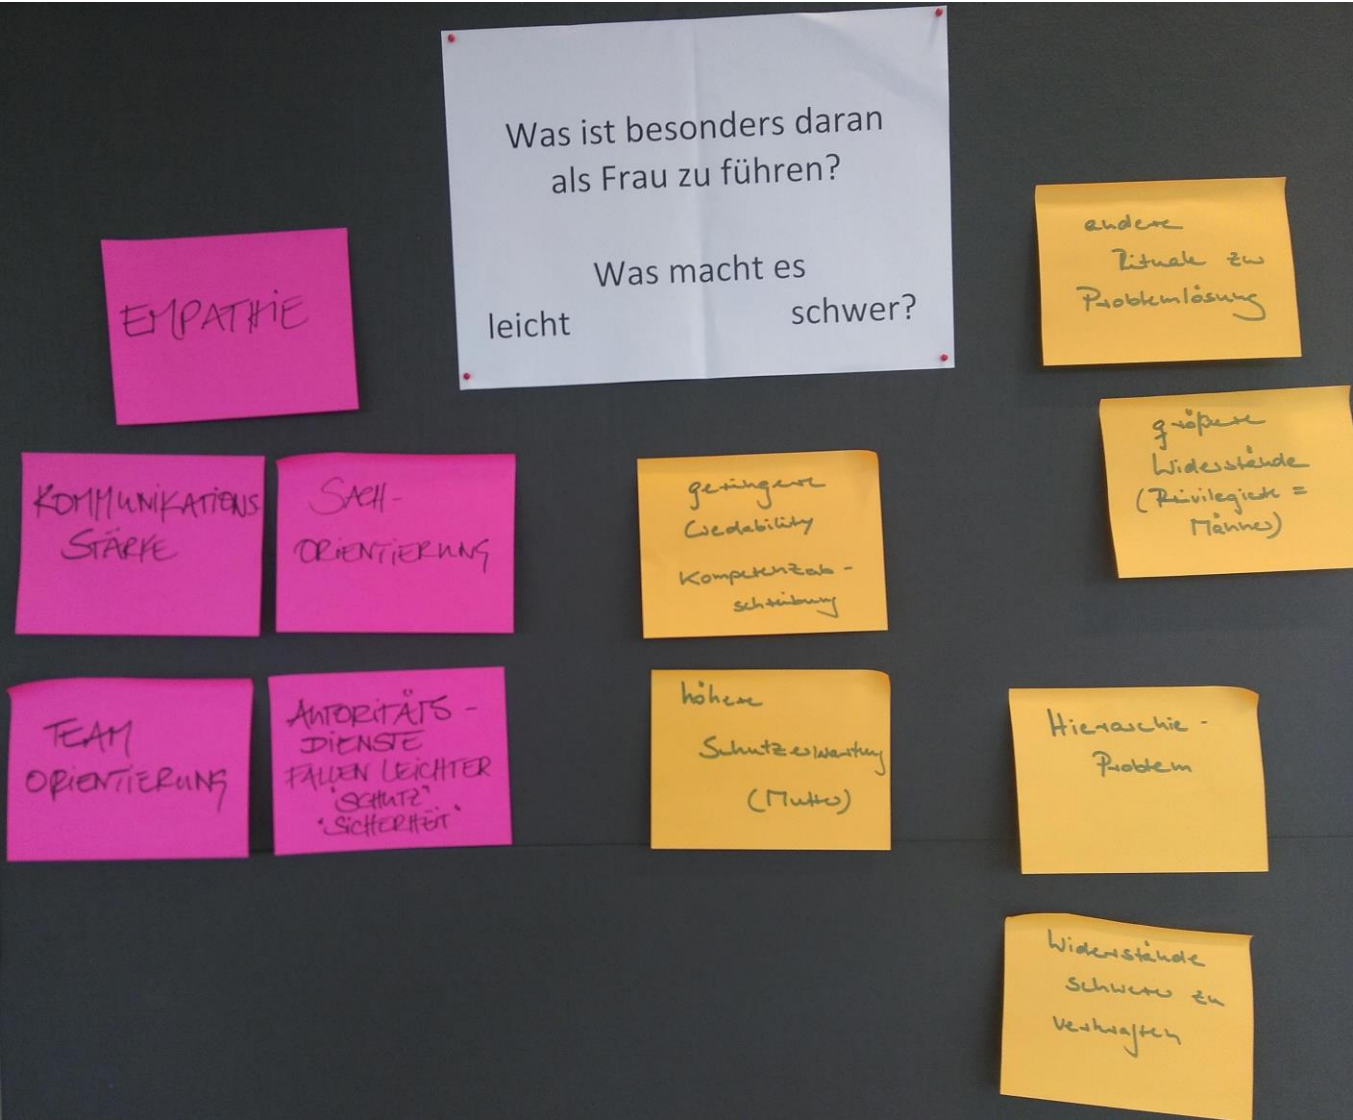 Was ist besonders daran
als Frau zu führen?
Was macht es
leicht schwer?
EMPATHIE
KOMMUNIKATIONS
STÄRKE
SACH-
ORIENTIERUNG
TEAM
ORIENTIERUNG
AUTORITÄTS-
DIENSTE
FALLEN LEICHTER
"SCHUTZ"
"SICHERHEIT"
geringere
Credability
Kompetenzab-
schreibung
höhere
Schutzerwartung
(Mutter)
andere
Rituale zur
Problemlösung
größere
Widerstände
(Privilegierte =
Männer)
Hierarchie-
Problem
Widerstände
schwerer zu
verkraften